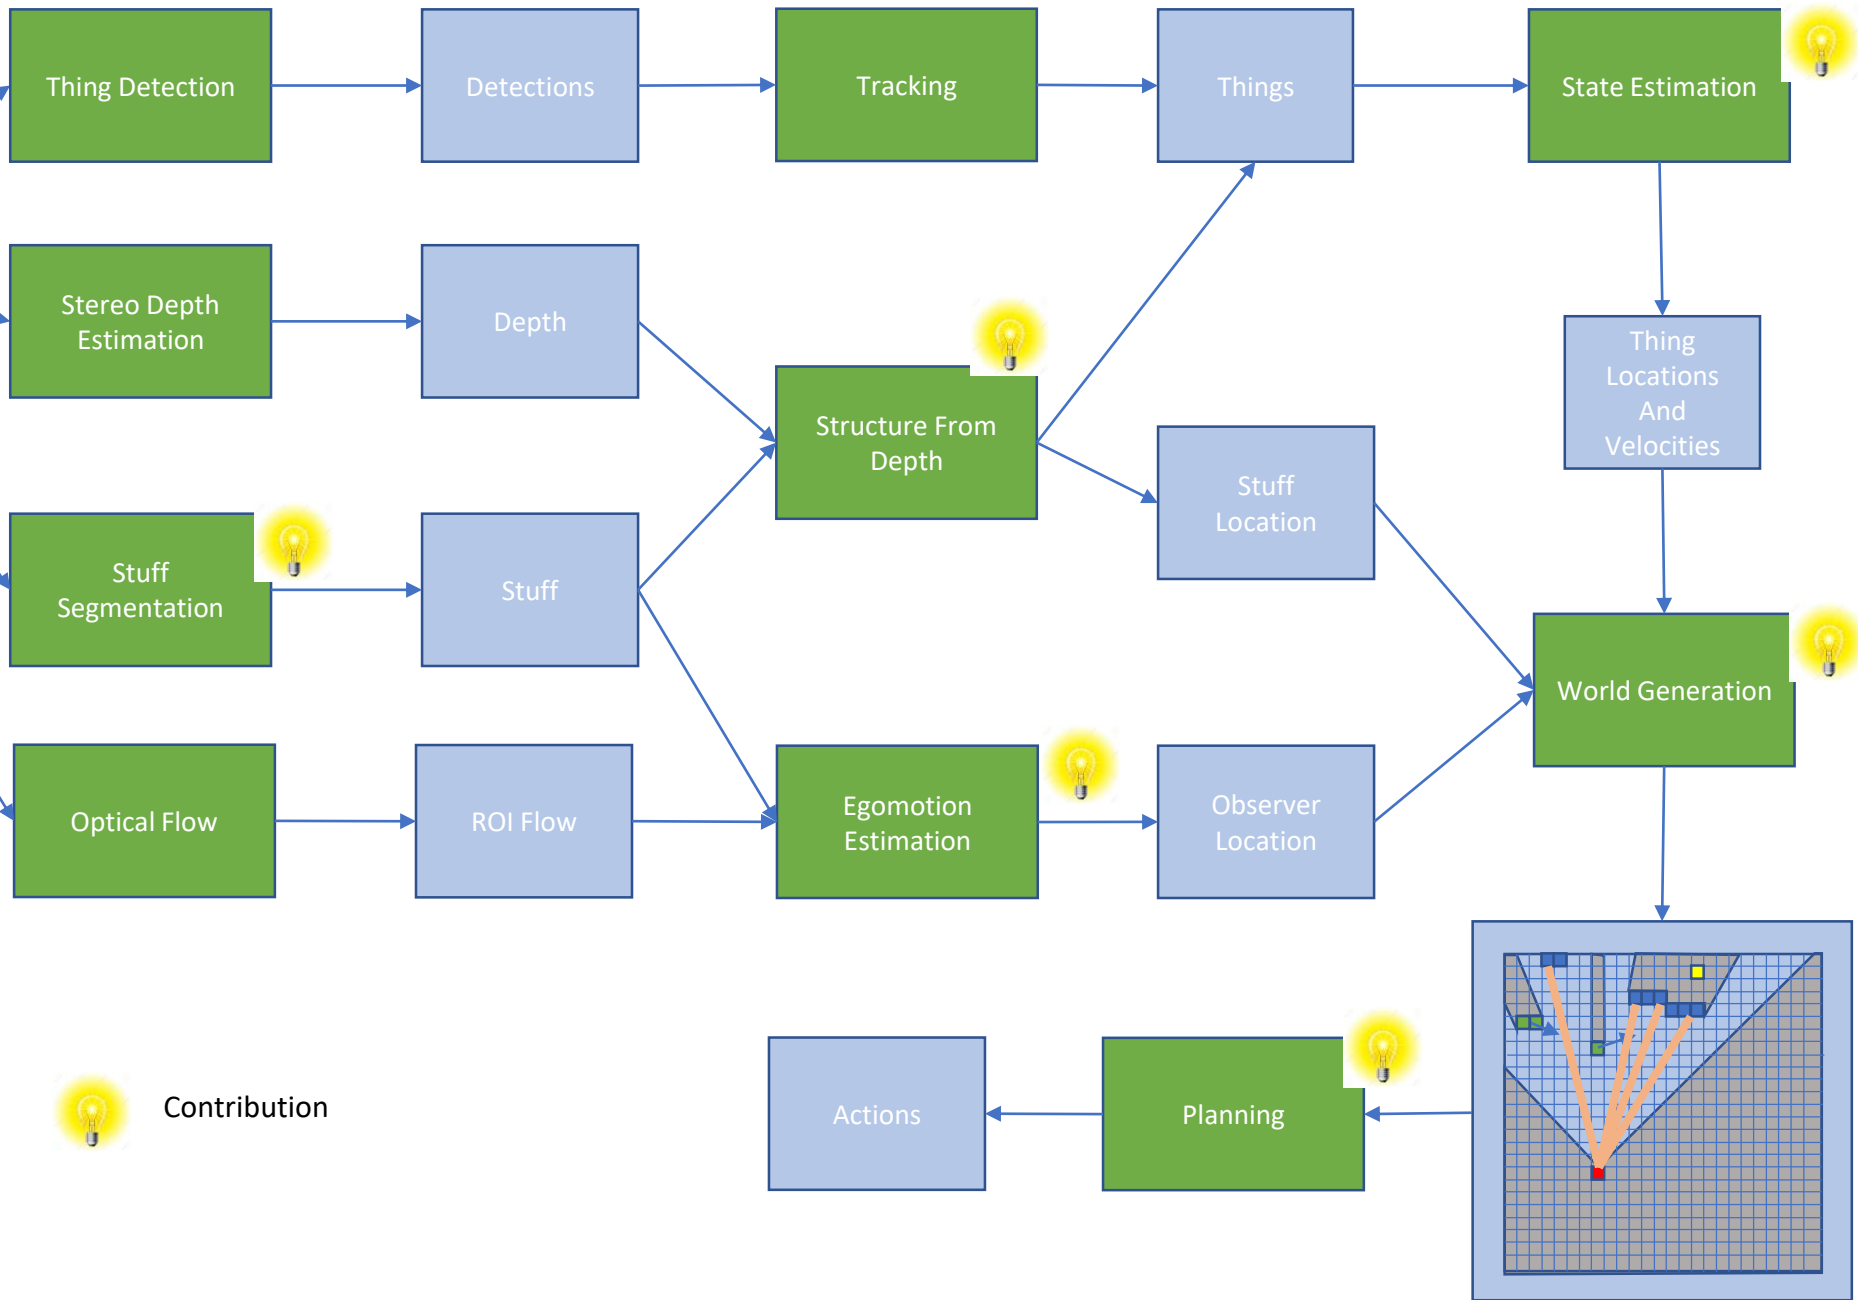 Thing Detection
Detections
Tracking
Things
State Estimation
Stereo Depth
Estimation
Depth
Structure From
Depth
Thing
Locations
And
Velocities
Stuff
Segmentation
Stuff
Stuff
Location
World Generation
Optical Flow
ROI Flow
Egomotion
Estimation
Observer
Location
Contribution
Actions
Planning